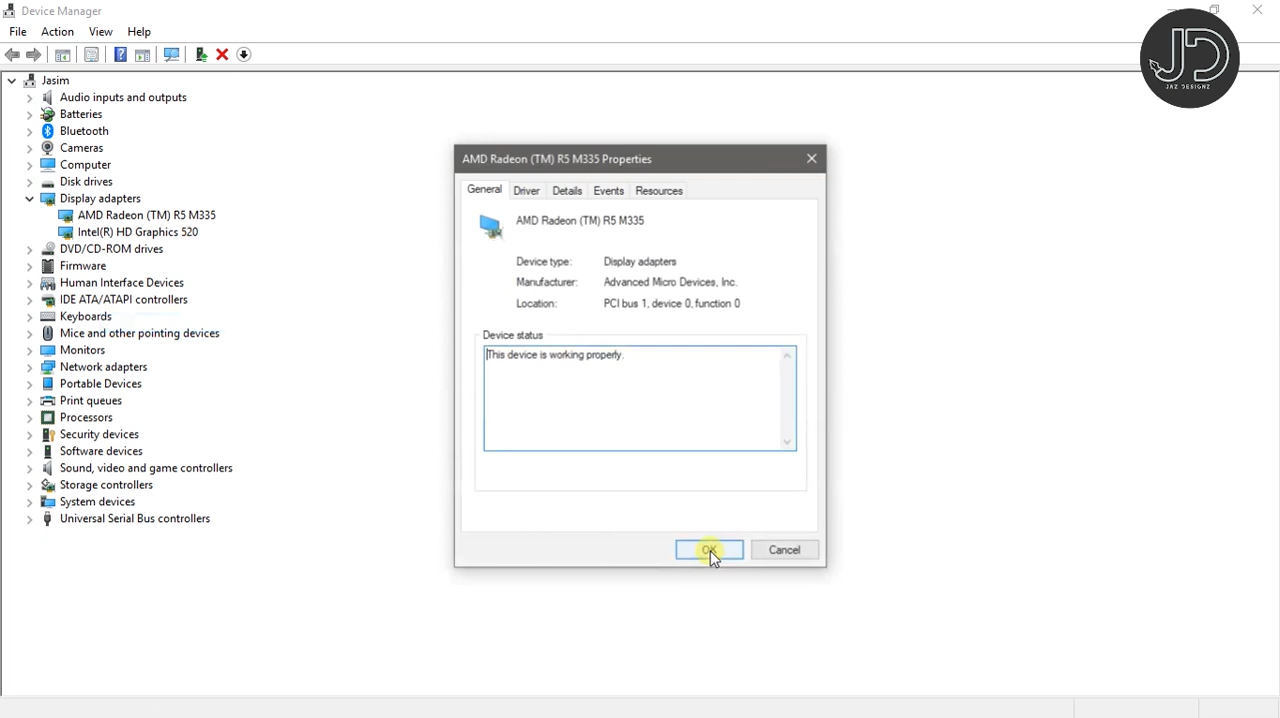 Device Manager
File Action View Help
JD
JAZ DESIGNZ
Jasim
Audio inputs and outputs
Batteries
Bluetooth
Cameras
Computer
Disk drives
Display adapters
AMD Radeon (TM) R5 M335
Intel(R) HD Graphics 520
DVD/CD-ROM drives
Firmware
Human Interface Devices
IDE ATA/ATAPI controllers
Keyboards
Mice and other pointing devices
Monitors
Network adapters
Portable Devices
Print queues
Processors
Security devices
Software devices
Sound, video and game controllers
Storage controllers
System devices
Universal Serial Bus controllers
AMD Radeon (TM) R5 M335 Properties
General Driver Details Events Resources
AMD Radeon (TM) R5 M335
Device type: Display adapters
Manufacturer: Advanced Micro Devices, Inc.
Location: PCI bus 1, device 0, function 0
Device status
This device is working properly.
OK Cancel